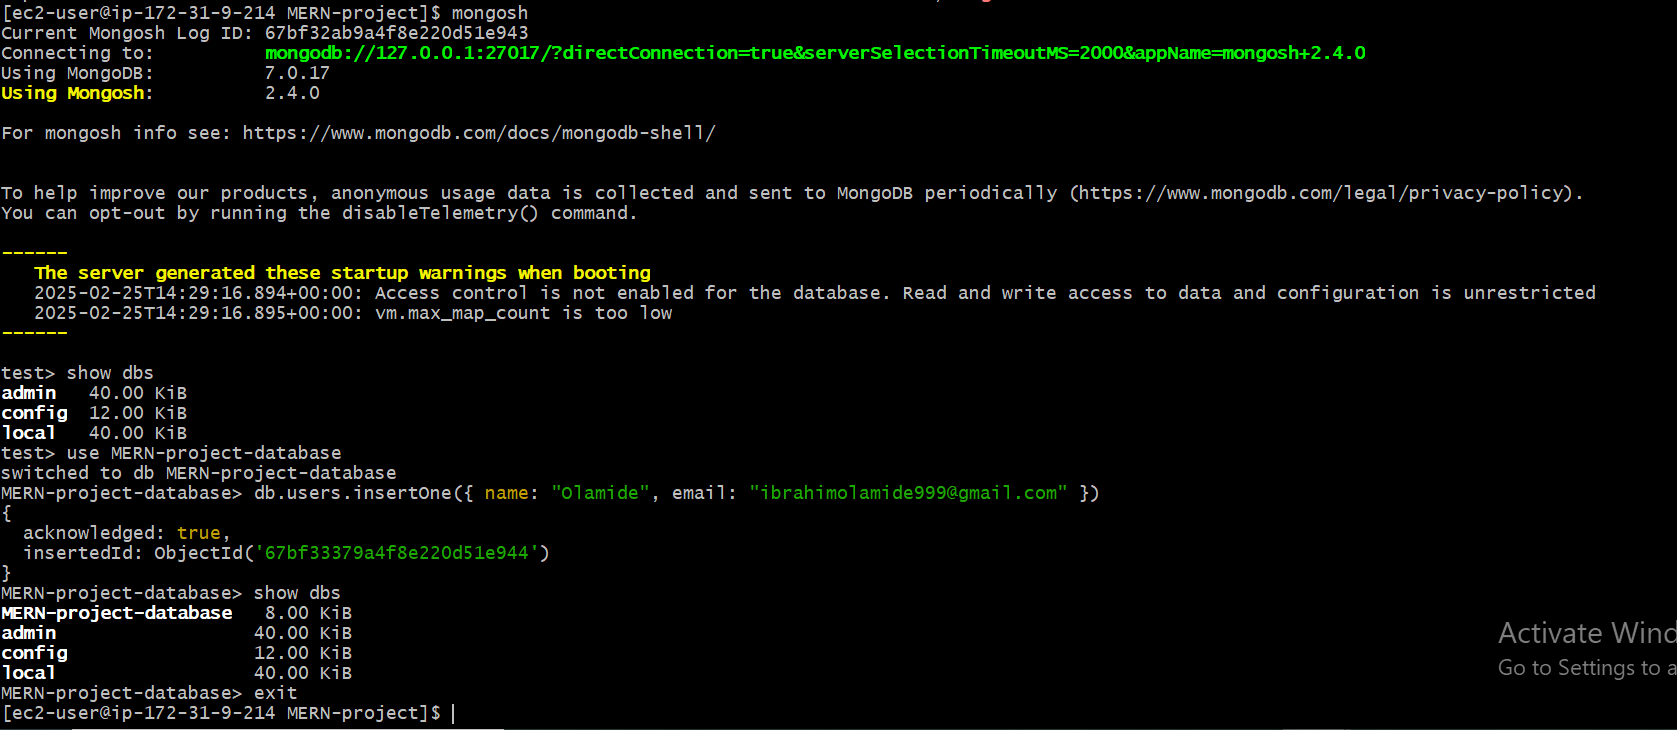 [ec2-user@ip-172-31-9-214 MERN-project]$ mongosh
Current Mongosh Log ID: 67bf32ab9a4f8e220d51e943
Connecting to:          mongodb://127.0.0.1:27017/?directConnection=true&serverSelectionTimeoutMS=2000&appName=mongosh+2.4.0
Using MongoDB:          7.0.17
Using Mongosh:          2.4.0
For mongosh info see: https://www.mongodb.com/docs/mongodb-shell/
To help improve our products, anonymous usage data is collected and sent to MongoDB periodically (https://www.mongodb.com/legal/privacy-policy).
You can opt-out by running the disableTelemetry() command.
------
   The server generated these startup warnings when booting
   2025-02-25T14:29:16.894+00:00: Access control is not enabled for the database. Read and write access to data and configuration is unrestricted
   2025-02-25T14:29:16.895+00:00: vm.max_map_count is too low
------
test> show dbs
admin   40.00 KiB
config  12.00 KiB
local   40.00 KiB
test> use MERN-project-database
switched to db MERN-project-database
MERN-project-database> db.users.insertOne({ name: "Olamide", email: "ibrahimolamide999@gmail.com" })
{
  acknowledged: true,
  insertedId: ObjectId('67bf33379a4f8e220d51e944')
}
MERN-project-database> show dbs
MERN-project-database   8.00 KiB
admin                  40.00 KiB
config                 12.00 KiB
local                  40.00 KiB
MERN-project-database> exit
[ec2-user@ip-172-31-9-214 MERN-project]$
Activate Wind
Go to Settings to a